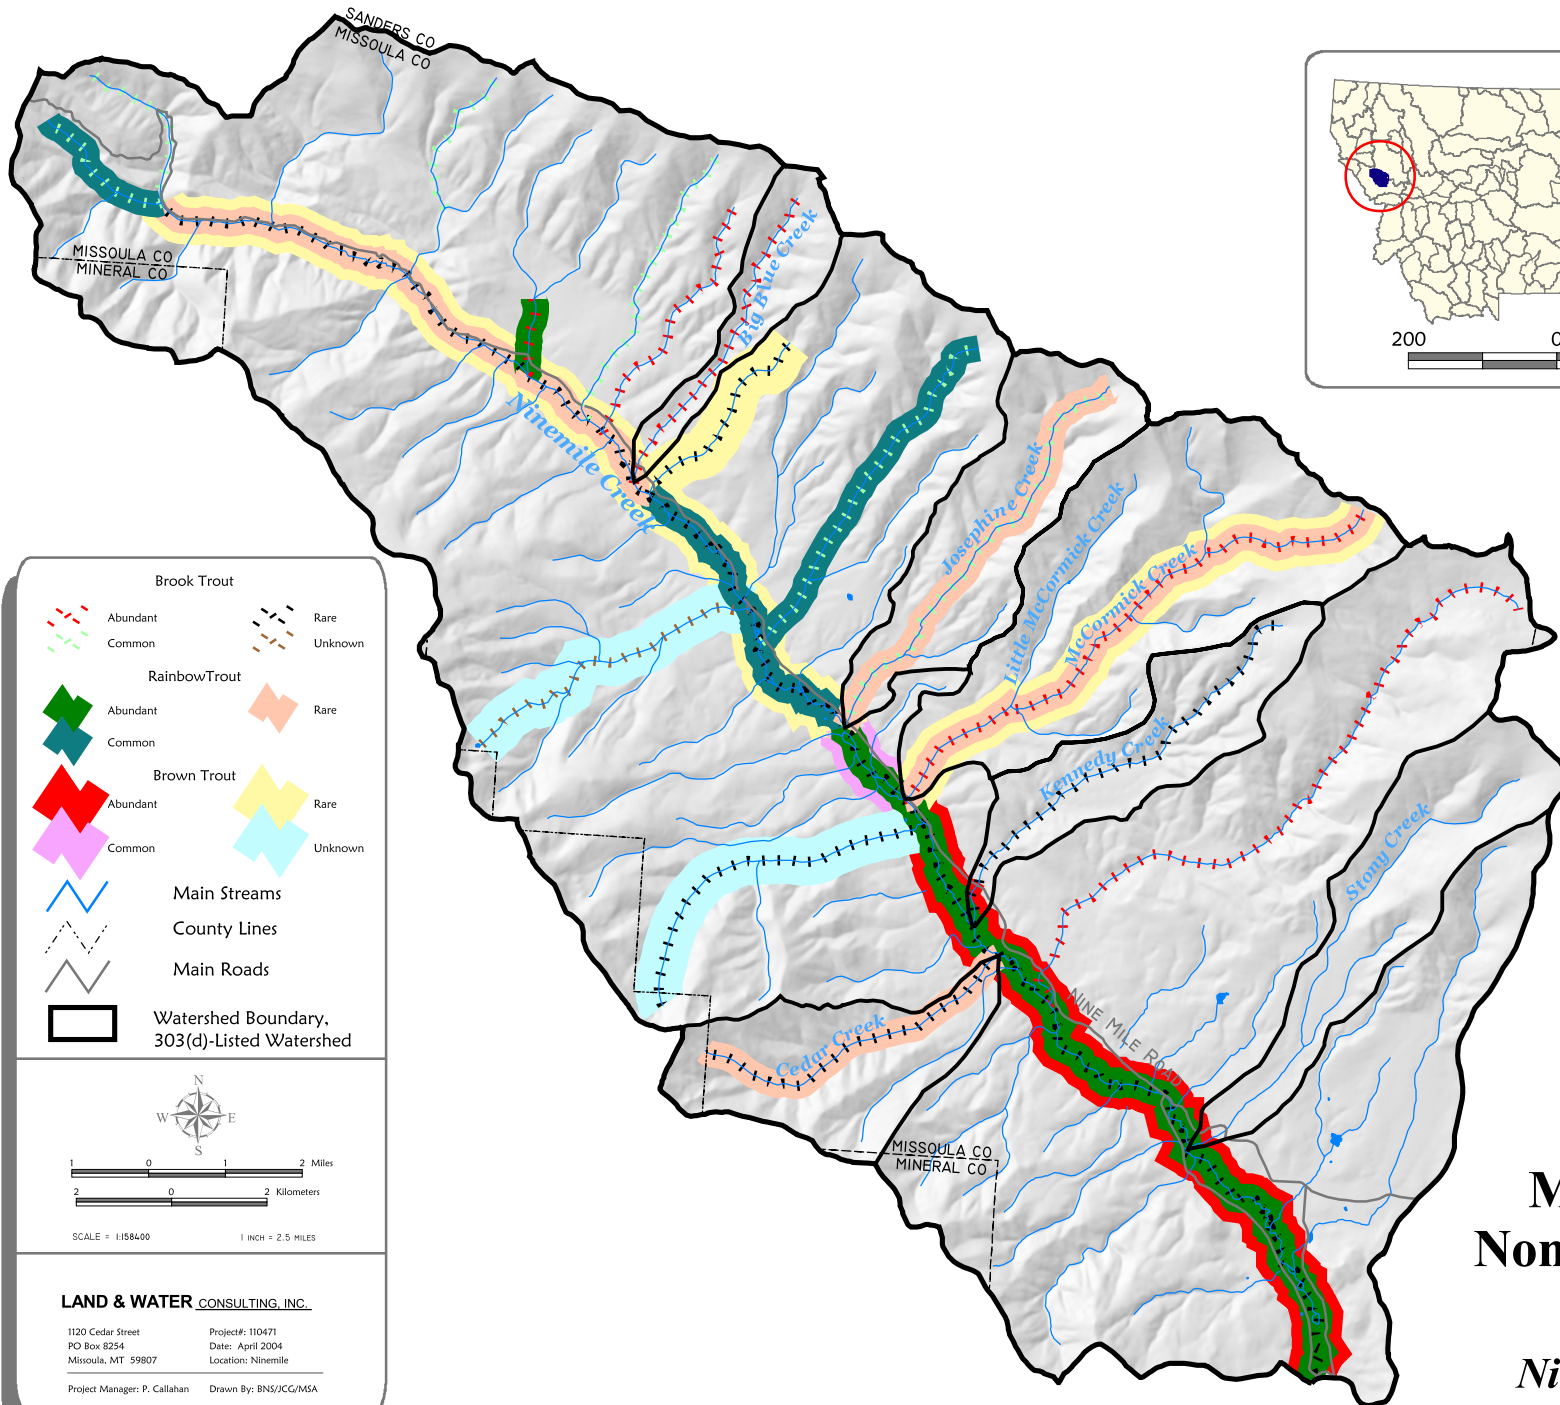 SANDERS CO
MISSOULA CO
MISSOULA CO
MINERAL CO
Big Blue Creek
Ninemile Creek
Josephine Creek
Little McCormick Creek
McCormick Creek
Kennedy Creek
Stony Creek
Cedar Creek
NINE MILE ROAD
MISSOULA CO
MINERAL CO
200 0
Brook Trout
Abundant Rare
Common Unknown
RainbowTrout
Abundant Rare
Common
Brown Trout
Abundant Rare
Common Unknown
Main Streams
County Lines
Main Roads
Watershed Boundary,
303(d)-Listed Watershed
N
W E
S
1 0 1 2 Miles
2 0 2 Kilometers
SCALE = 1:158400 1 INCH = 2.5 MILES
LAND & WATER CONSULTING, INC.
1120 Cedar Street Project#: 110471
PO Box 8254 Date: April 2004
Missoula, MT 59807 Location: Ninemile
Project Manager: P. Callahan Drawn By: BNS/JCG/MSA
M
Non
Ni